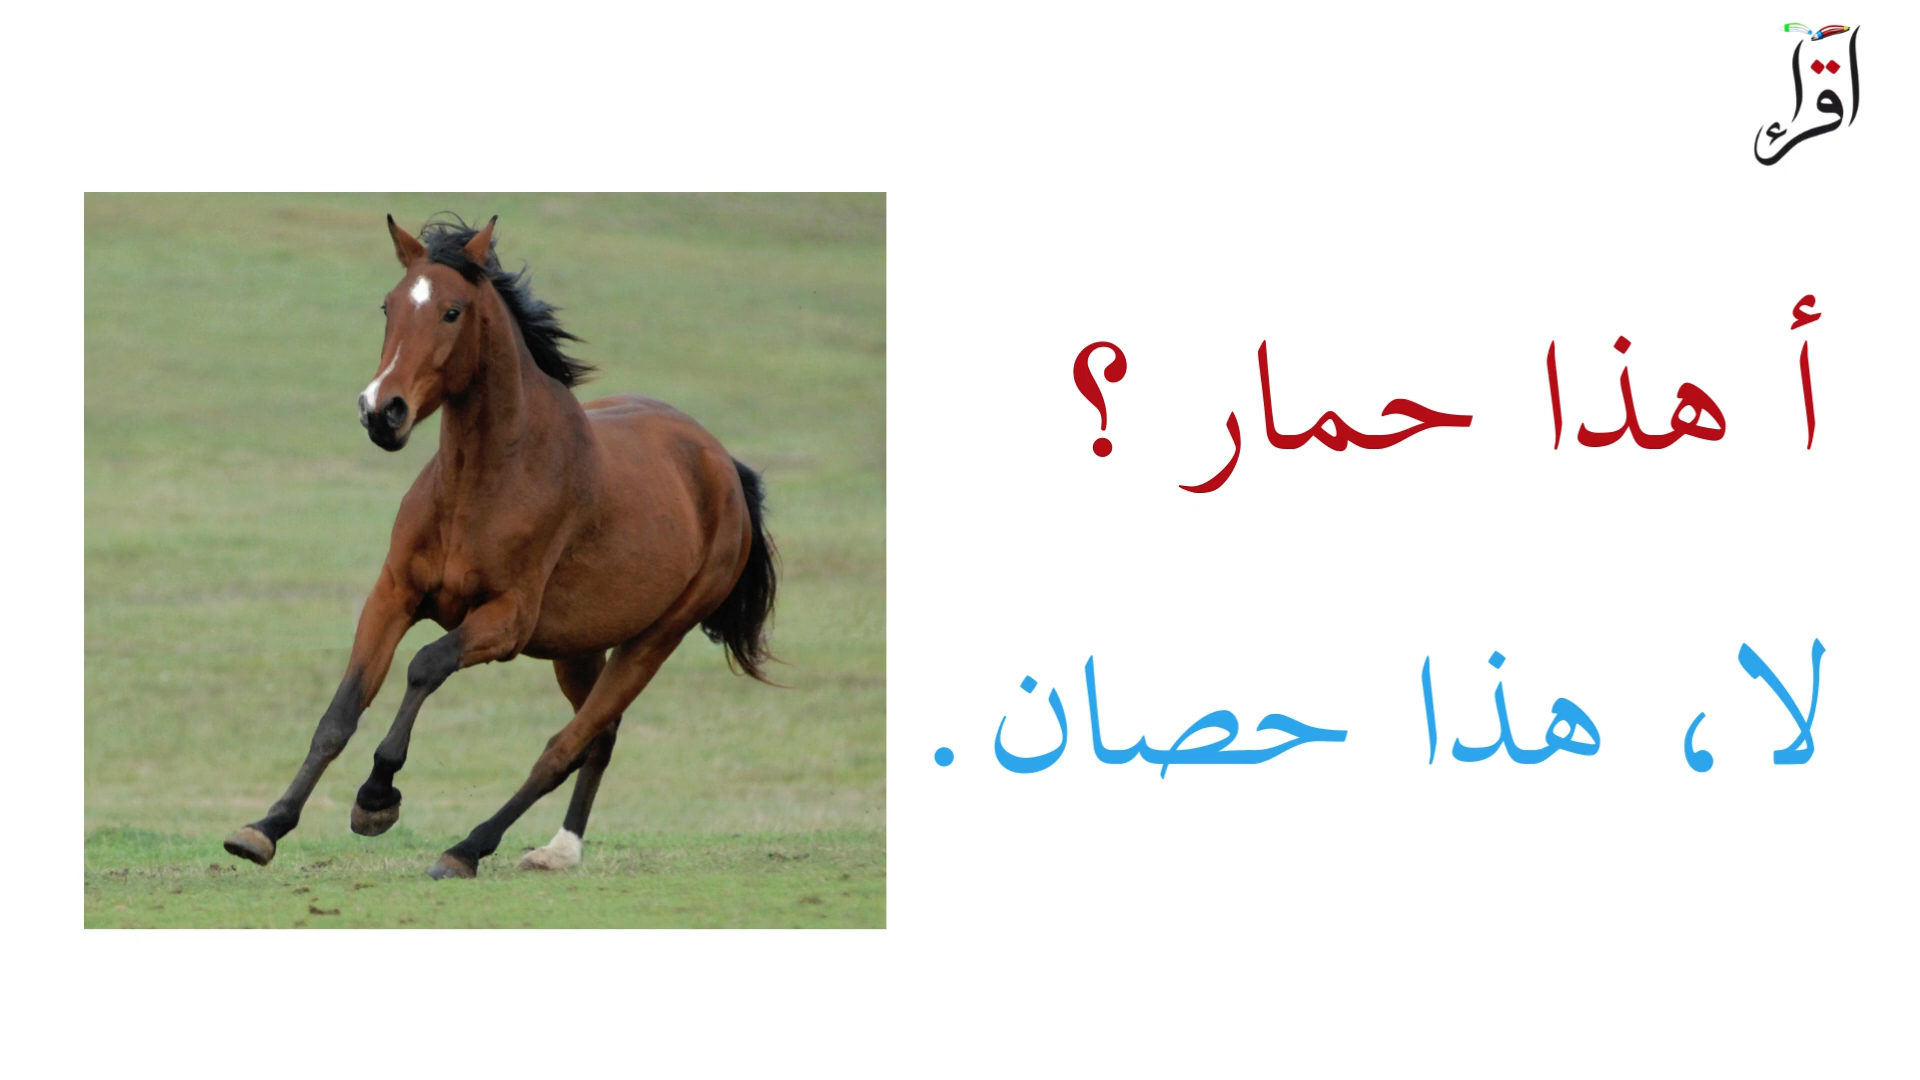 اقرأ
أ هذا حمار ؟
لا، هذا حصان.